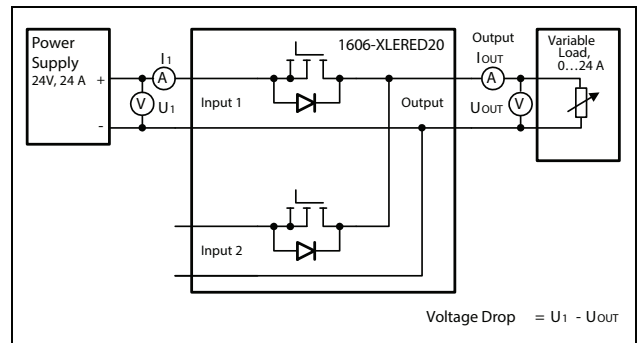 Power
Supply
24V, 24 A
+
-
I1
A
V
U1
1606-XLERED20
Input 1
Output
Input 2
Output
IOUT
A
UOUT
V
Variable
Load,
0...24 A
Voltage Drop = U1 - UOUT